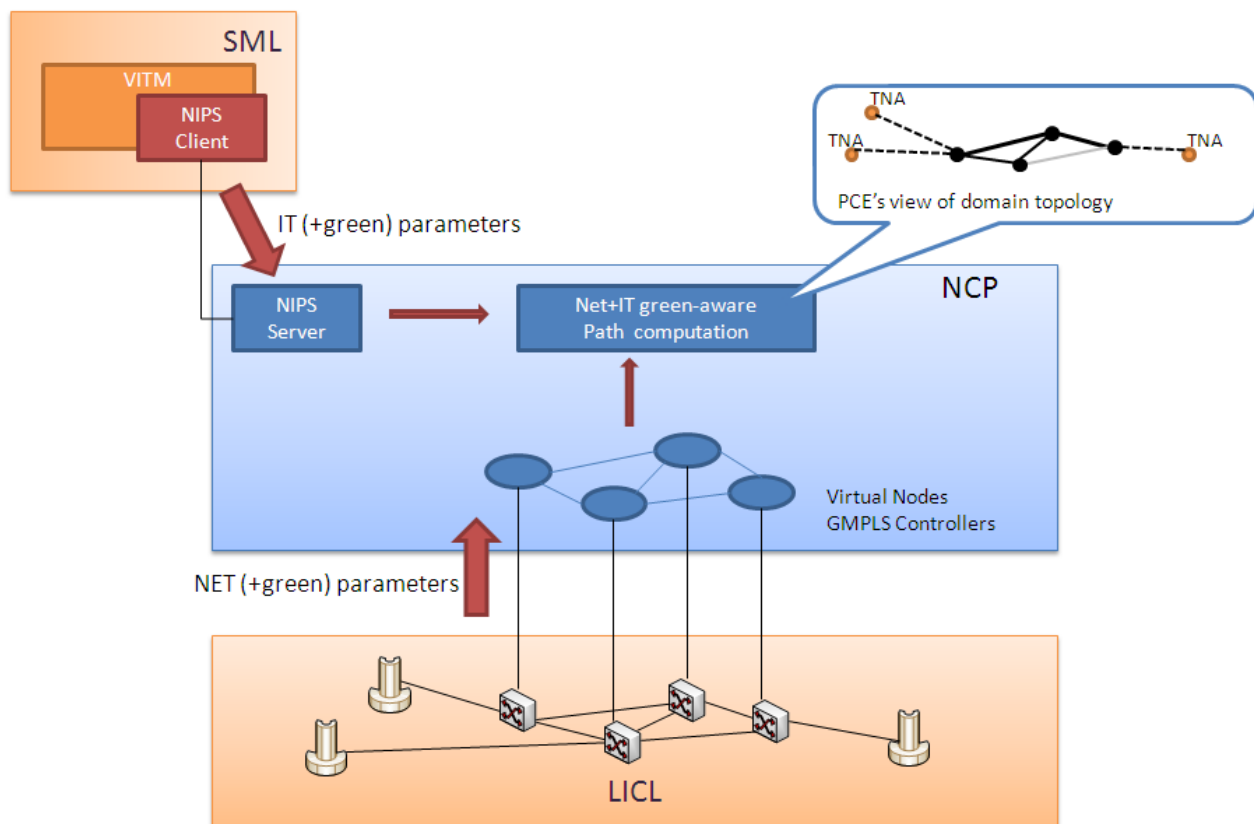 SML
VITM
NIPS
Client
TNA
TNA
TNA
PCE's view of domain topology
IT (+green) parameters
NCP
NIPS
Server
Net+IT green-aware
Path computation
Virtual Nodes
GMPLS Controllers
NET (+green) parameters
LICL